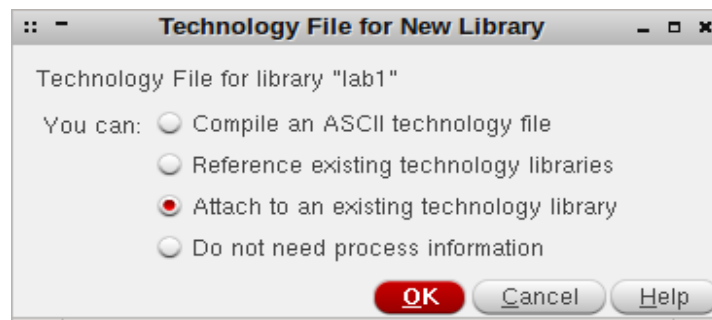 Technology File for New Library
Technology File for library "lab1"
You can: Compile an ASCII technology file
Reference existing technology libraries
Attach to an existing technology library
Do not need process information
OK Cancel Help